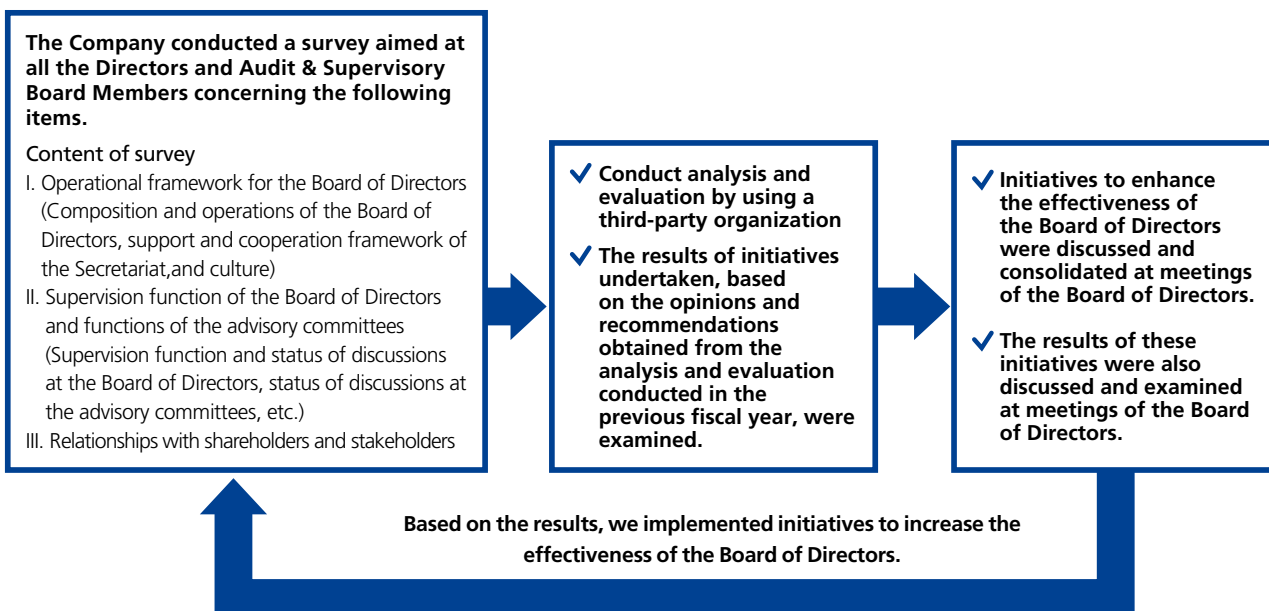 The Company conducted a survey aimed at
all the Directors and Audit & Supervisory
Board Members concerning the following
items.
Content of survey
I. Operational framework for the Board of Directors
(Composition and operations of the Board of
Directors, support and cooperation framework of
the Secretariat,and culture)
II. Supervision function of the Board of Directors
and functions of the advisory committees
(Supervision function and status of discussions
at the Board of Directors, status of discussions at
the advisory committees, etc.)
III. Relationships with shareholders and stakeholders
Conduct analysis and
evaluation by using a
third-party organization
The results of initiatives
undertaken, based
on the opinions and
recommendations
obtained from the
analysis and evaluation
conducted in the
previous fiscal year, were
examined.
Initiatives to enhance
the effectiveness of
the Board of Directors
were discussed and
consolidated at meetings
of the Board of Directors.
The results of these
initiatives were also
discussed and examined
at meetings of the Board
of Directors.
Based on the results, we implemented initiatives to increase the
effectiveness of the Board of Directors.